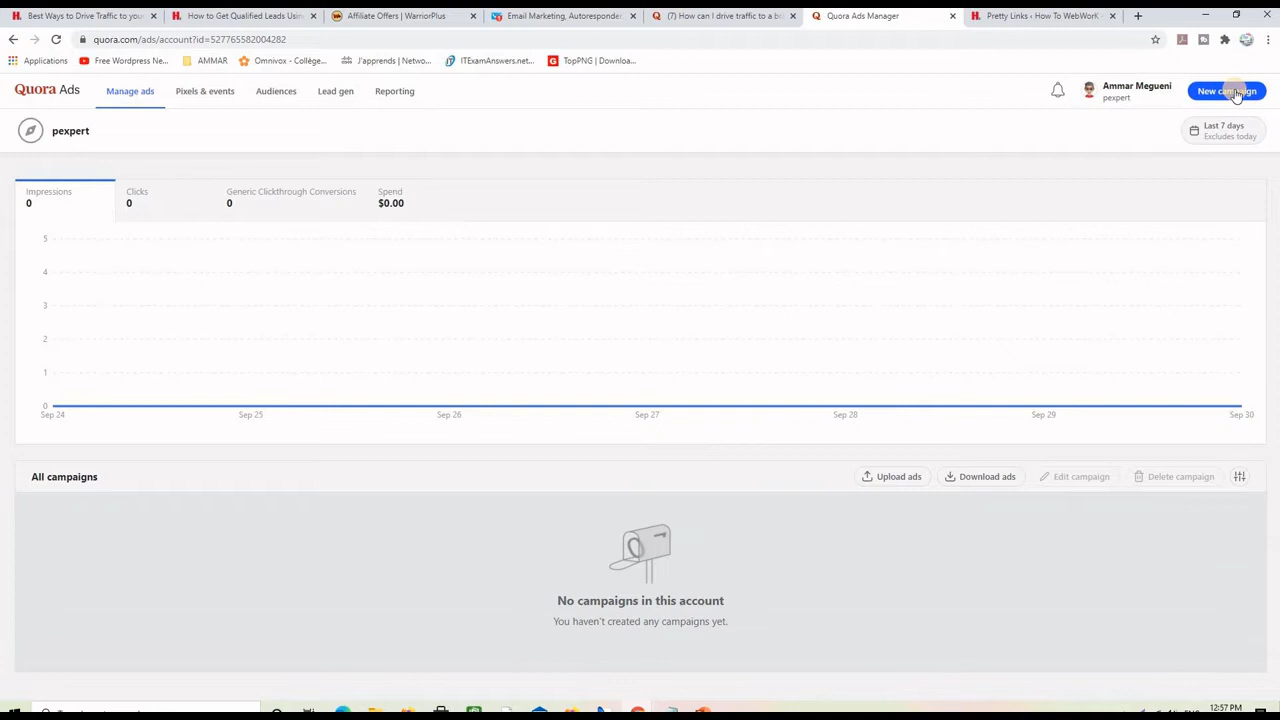 Best Ways to Drive Traffic to your
How to Get Qualified Leads Usin
Affiliate Offers | WarriorPlus
Email Marketing, Autoresponder
(7) How can I drive traffic to a b
Quora Ads Manager
Pretty Links ‹ How To WebWorK
quora.com/ads/account?id=527765582004282
Applications
Free Wordpress Ne...
AMMAR
Omnivox - Collège...
J'apprends | Netwo...
ITExamAnswers.net...
TopPNG | Downloa...
Quora Ads
Manage ads
Pixels & events
Audiences
Lead gen
Reporting
Ammar Megueni
pexpert
New campaign
pexpert
Last 7 days
Excludes today
Impressions
0
Clicks
0
Generic Clickthrough Conversions
0
Spend
$0.00
5
4
3
2
1
0
Sep 24
Sep 25
Sep 26
Sep 27
Sep 28
Sep 29
Sep 30
All campaigns
Upload ads
Download ads
Edit campaign
Delete campaign
No campaigns in this account
You haven't created any campaigns yet.
12:57 PM